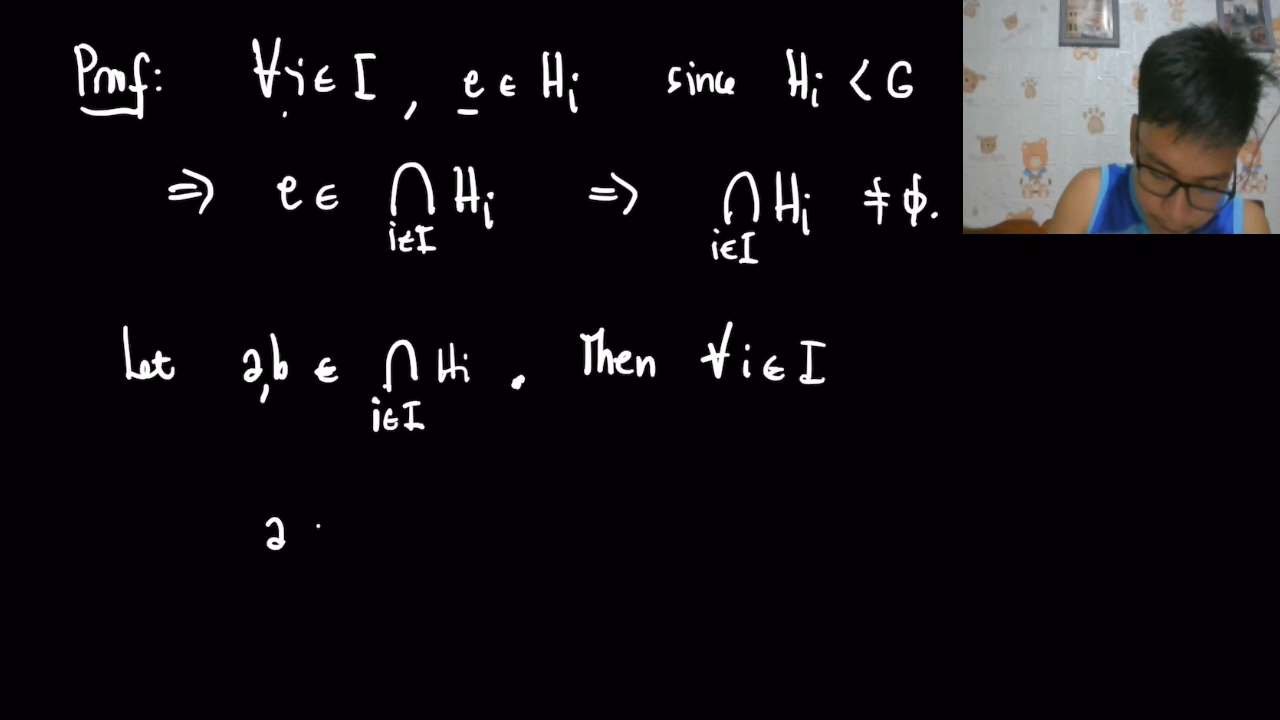 Proof: ∀i ∈ I, e ∈ Hᵢ since Hᵢ < G
⇒ e ∈ ⋂_{i∈I} Hᵢ ⇒ ⋂_{i∈I} Hᵢ ≠ ϕ.
Let a,b ∈ ⋂_{i∈I} Hᵢ. Then ∀i ∈ I
a